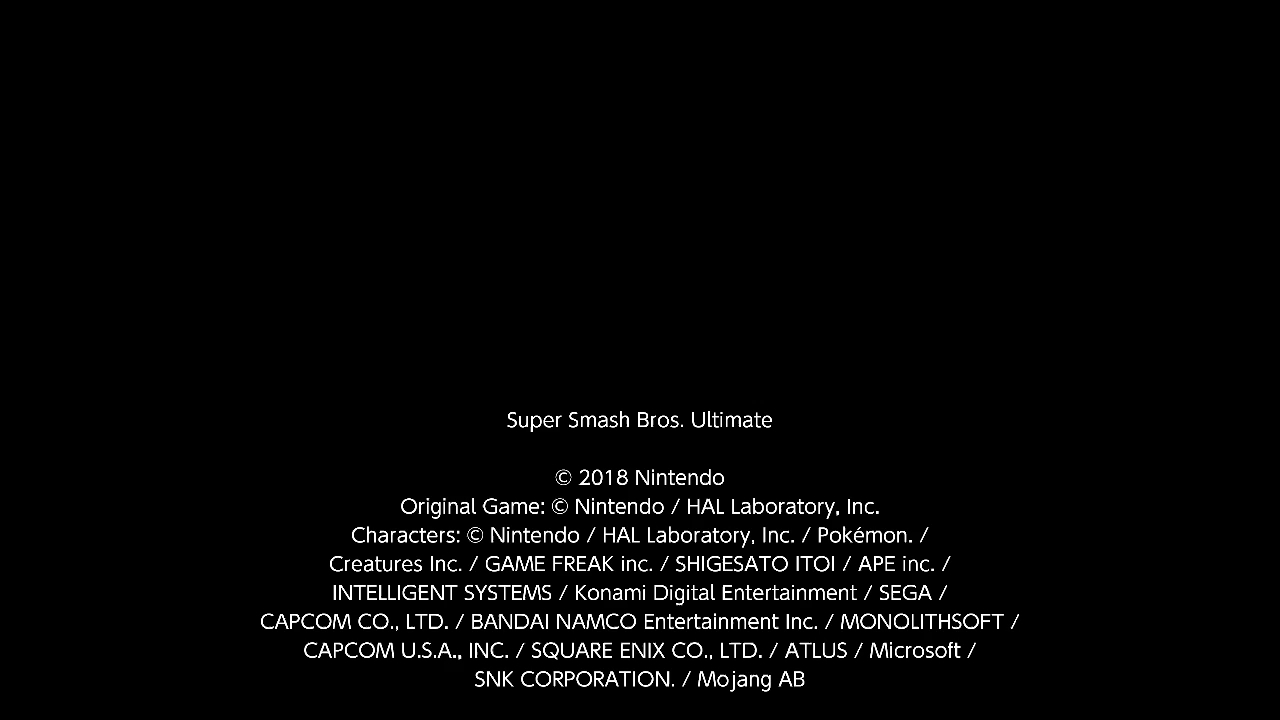 Super Smash Bros. Ultimate
© 2018 Nintendo
Original Game: © Nintendo / HAL Laboratory, Inc.
Characters: © Nintendo / HAL Laboratory, Inc. / Pokémon. /
Creatures Inc. / GAME FREAK inc. / SHIGESATO ITOI / APE inc. /
INTELLIGENT SYSTEMS / Konami Digital Entertainment / SEGA /
CAPCOM CO., LTD. / BANDAI NAMCO Entertainment Inc. / MONOLITHSOFT /
CAPCOM U.S.A., INC. / SQUARE ENIX CO., LTD. / ATLUS / Microsoft /
SNK CORPORATION. / Mojang AB